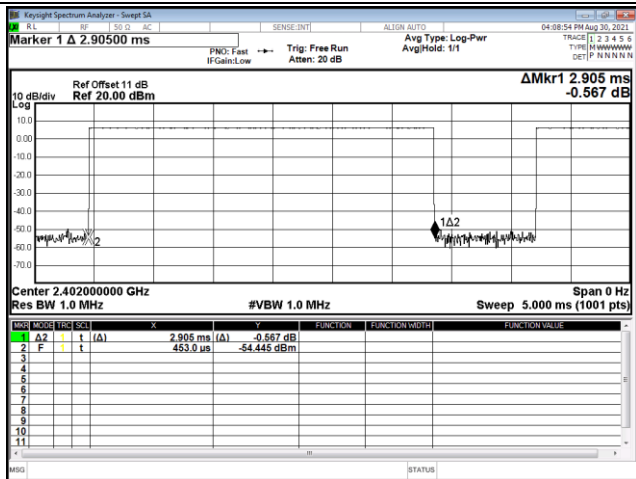 Keysight Spectrum Analyzer - Swept SA
RL RF 50 Ω AC SENSE:INT ALIGN AUTO 04:08:54 PM Aug 30, 2021
Marker 1 Δ 2.90500 ms
PNO: Fast
IFGain:Low
Trig: Free Run
Atten: 20 dB
Avg Type: Log-Pwr
Avg|Hold: 1/1
TRACE 1 2 3 4 5 6
TYPE MWWWWW
DET P NNNNN
ΔMkr1 2.905 ms
-0.567 dB
Ref Offset 11 dB
10 dB/div Ref 20.00 dBm
Log
10.0
0.00
-10.0
-20.0
-30.0
-40.0
-50.0
-60.0
-70.0
1Δ2
2
Center 2.402000000 GHz Span 0 Hz
Res BW 1.0 MHz #VBW 1.0 MHz Sweep 5.000 ms (1001 pts)
MKR MODE TRC SCL X Y FUNCTION FUNCTION WIDTH FUNCTION VALUE
1 Δ2 1 t (Δ) 2.905 ms (Δ) -0.567 dB
2 F 1 t 453.0 µs -54.445 dBm
3
4
5
6
7
8
9
10
11
MSG STATUS